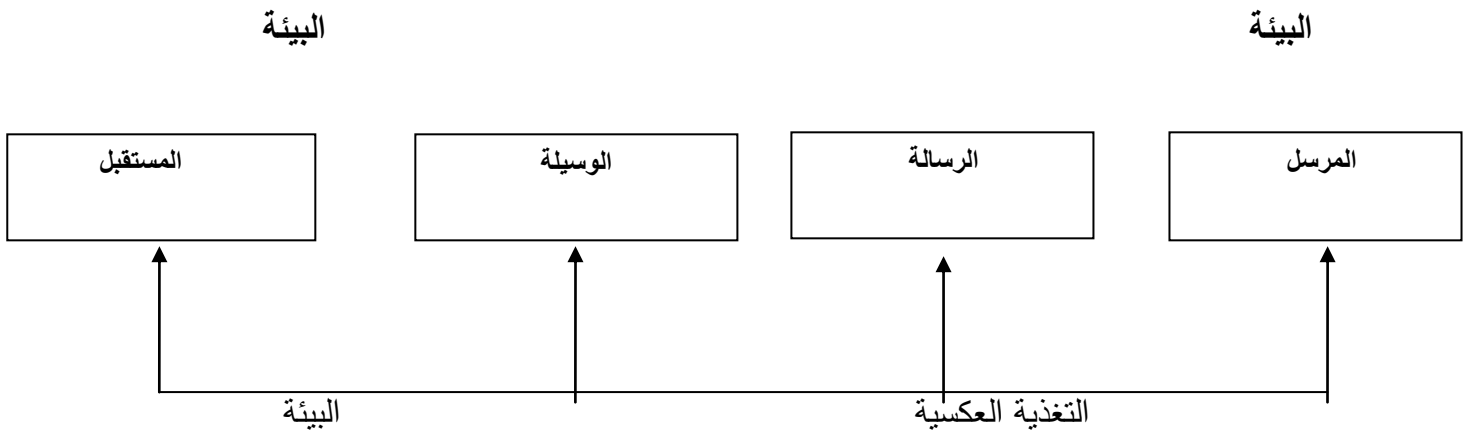 البيئة البيئة
المرسل الرسالة الوسيلة المستقبل
التغذية العكسية البيئة